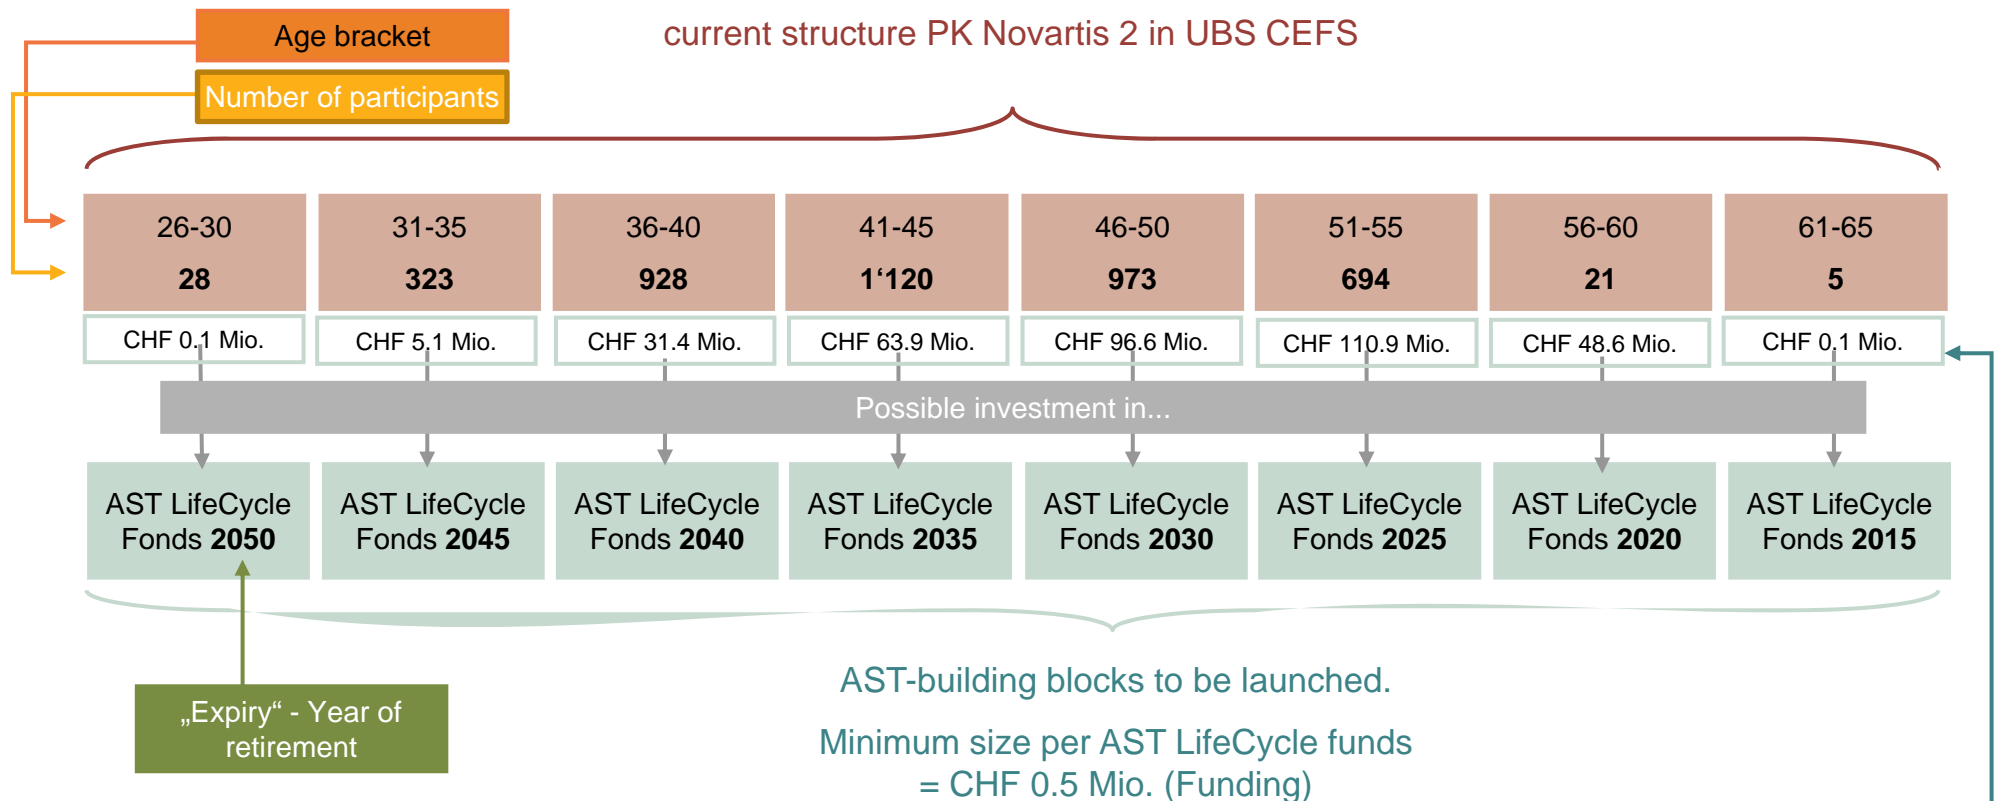 Age bracket
current structure PK Novartis 2 in UBS CEFS
Number of participants
26-30
31-35
36-40
41-45
46-50
51-55
56-60
61-65
28
323
928
1‘120
973
694
21
5
CHF 0.1 Mio.
CHF 5.1 Mio.
CHF 31.4 Mio.
CHF 63.9 Mio.
CHF 96.6 Mio.
CHF 110.9 Mio.
CHF 48.6 Mio.
CHF 0.1 Mio.
Possible investment in...
AST LifeCycle
Fonds 2050
AST LifeCycle
Fonds 2045
AST LifeCycle
Fonds 2040
AST LifeCycle
Fonds 2035
AST LifeCycle
Fonds 2030
AST LifeCycle
Fonds 2025
AST LifeCycle
Fonds 2020
AST LifeCycle
Fonds 2015
„Expiry“ - Year of
retirement
AST-building blocks to be launched.
Minimum size per AST LifeCycle funds
= CHF 0.5 Mio. (Funding)